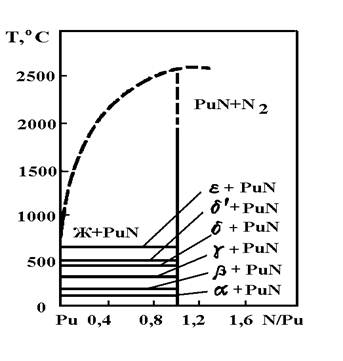 T,°C
2500
PuN+N₂
2000
1500
ε + PuN
1000
δ'+ PuN
Ж+PuN
δ + PuN
γ + PuN
500
β + PuN
α + PuN
0
Pu 0,4 0,8 1,2 1,6 N/Pu